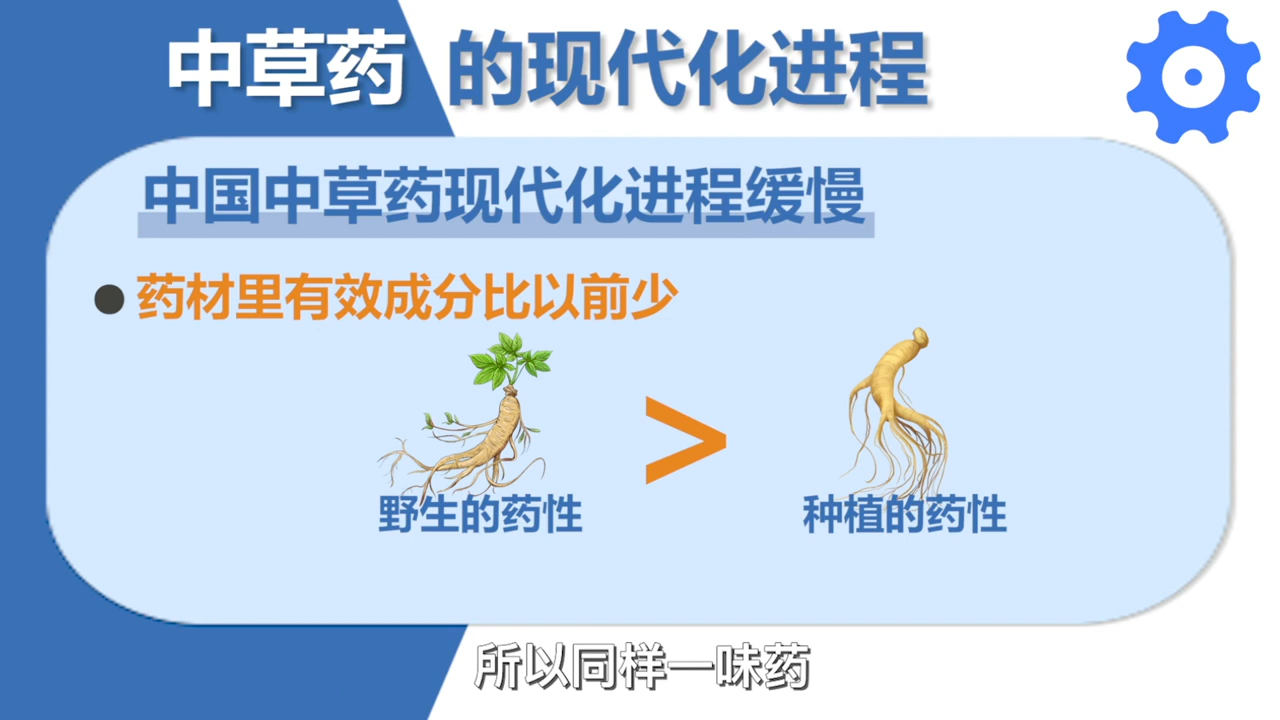 中草药的现代化进程
中国中草药现代化进程缓慢
药材里有效成分比以前少
>
野生的药性
种植的药性
所以同样一味药